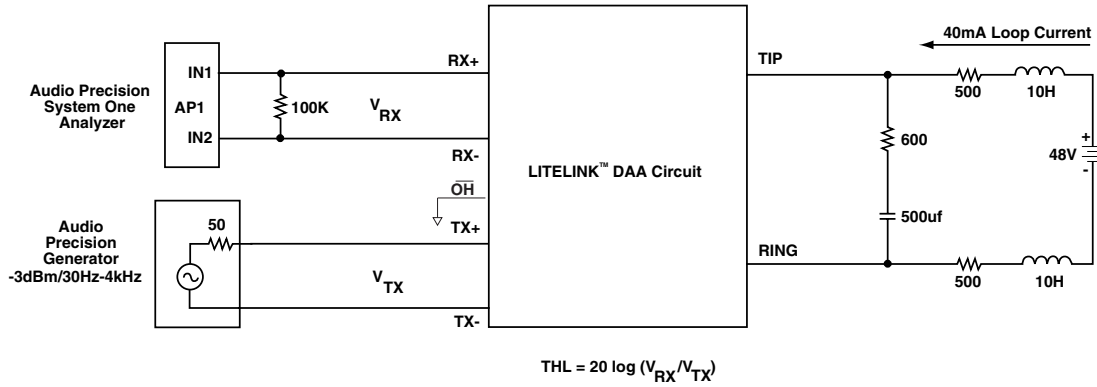 40mA Loop Current
RX+
TIP
IN1
500
10H
Audio Precision
System One
Analyzer
AP1
100K
V RX
600
IN2
+
48V
-
RX-
LITELINK™ DAA Circuit
OH
Audio
Precision
Generator
-3dBm/30Hz-4kHz
50
TX+
500uf
RING
V TX
500
10H
TX-
THL = 20 log (V RX /V TX)